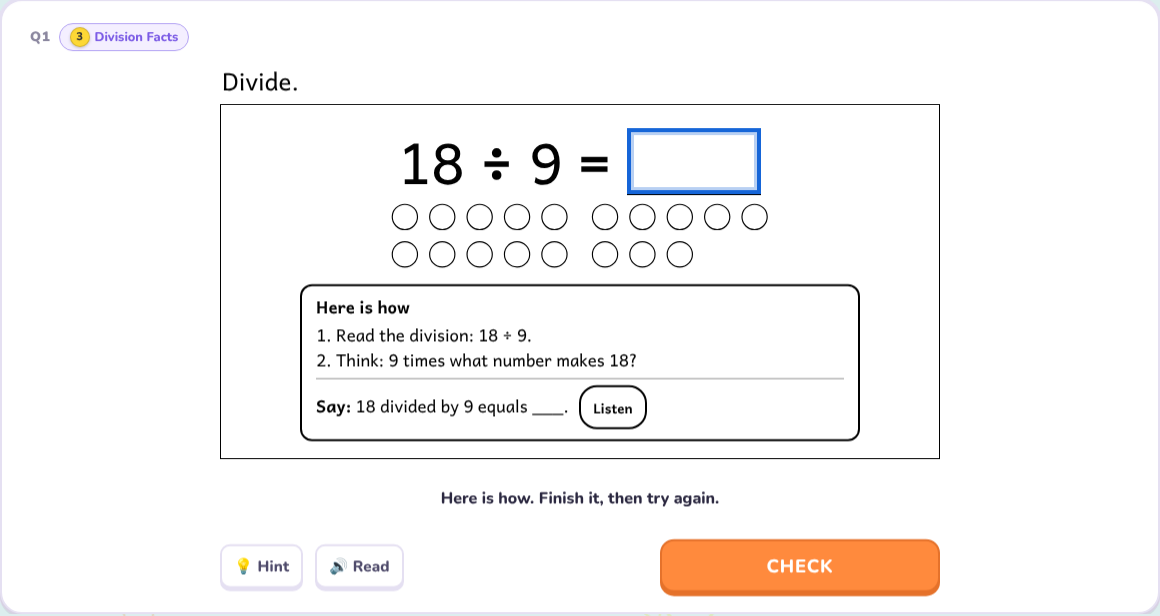 Q1 3 Division Facts
Divide.
18 ÷ 9 =
Here is how
1. Read the division: 18 ÷ 9.
2. Think: 9 times what number makes 18?
Say: 18 divided by 9 equals ____. Listen
Here is how. Finish it, then try again.
💡 Hint 🔊 Read CHECK